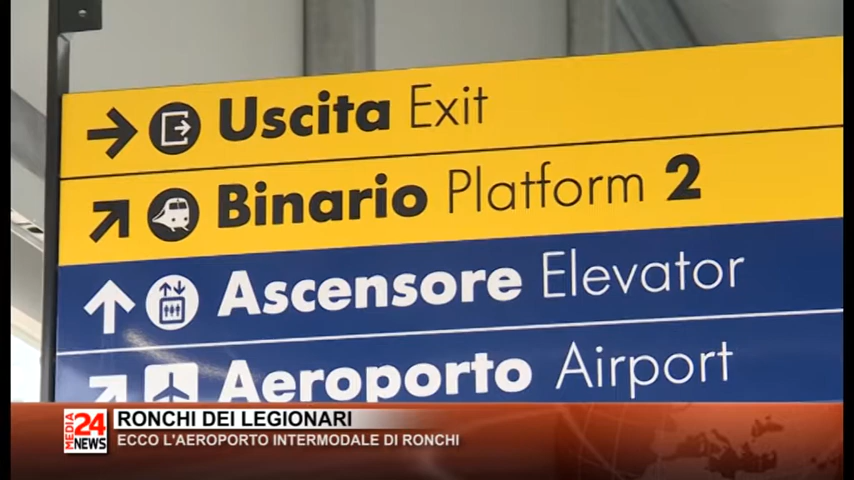 Uscita Exit
Binario Platform 2
Ascensore Elevator
Aeroporto Airport
MEDIA 24 NEWS
RONCHI DEI LEGIONARI
ECCO L'AEROPORTO INTERMODALE DI RONCHI